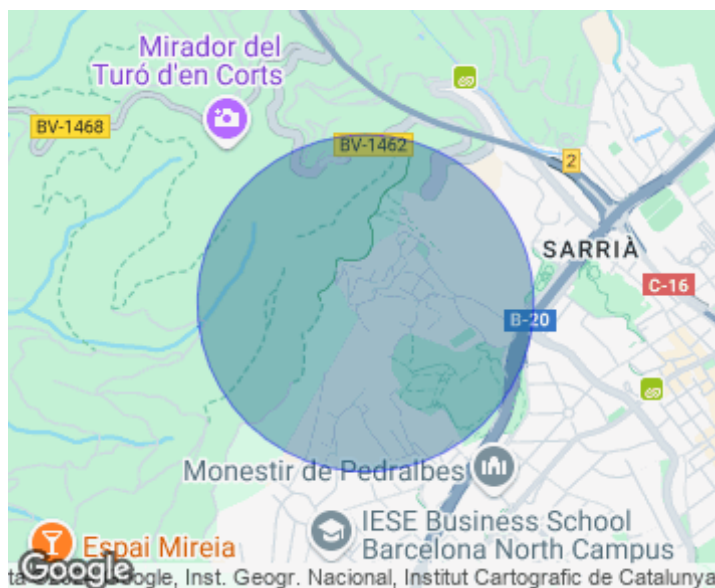 Mirador del
Turó d'en Corts
BV-1468
BV-1462
2
SARRIÀ
C-16
B-20
Monestir de Pedralbes
IESE Business School
Barcelona North Campus
Espai Mireia
Google
Google, Inst. Geogr. Nacional, Institut Cartografic de Catalunya